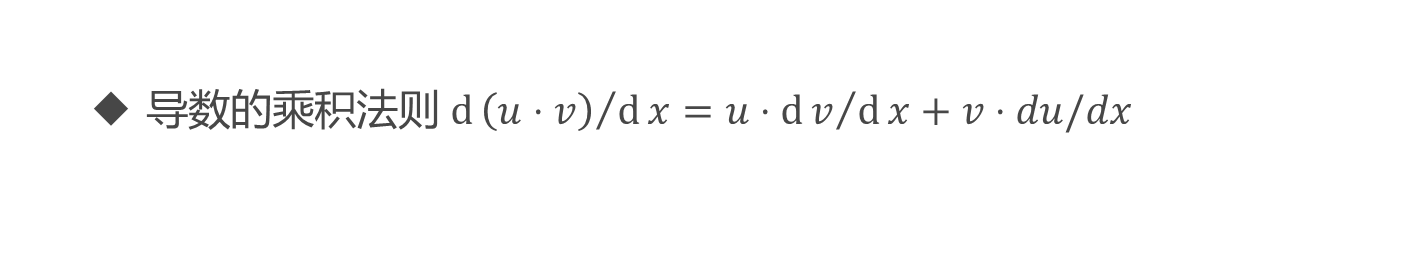 ◆ 导数的乘积法则 d (u · v)/d x = u · d v/d x + v · du/dx